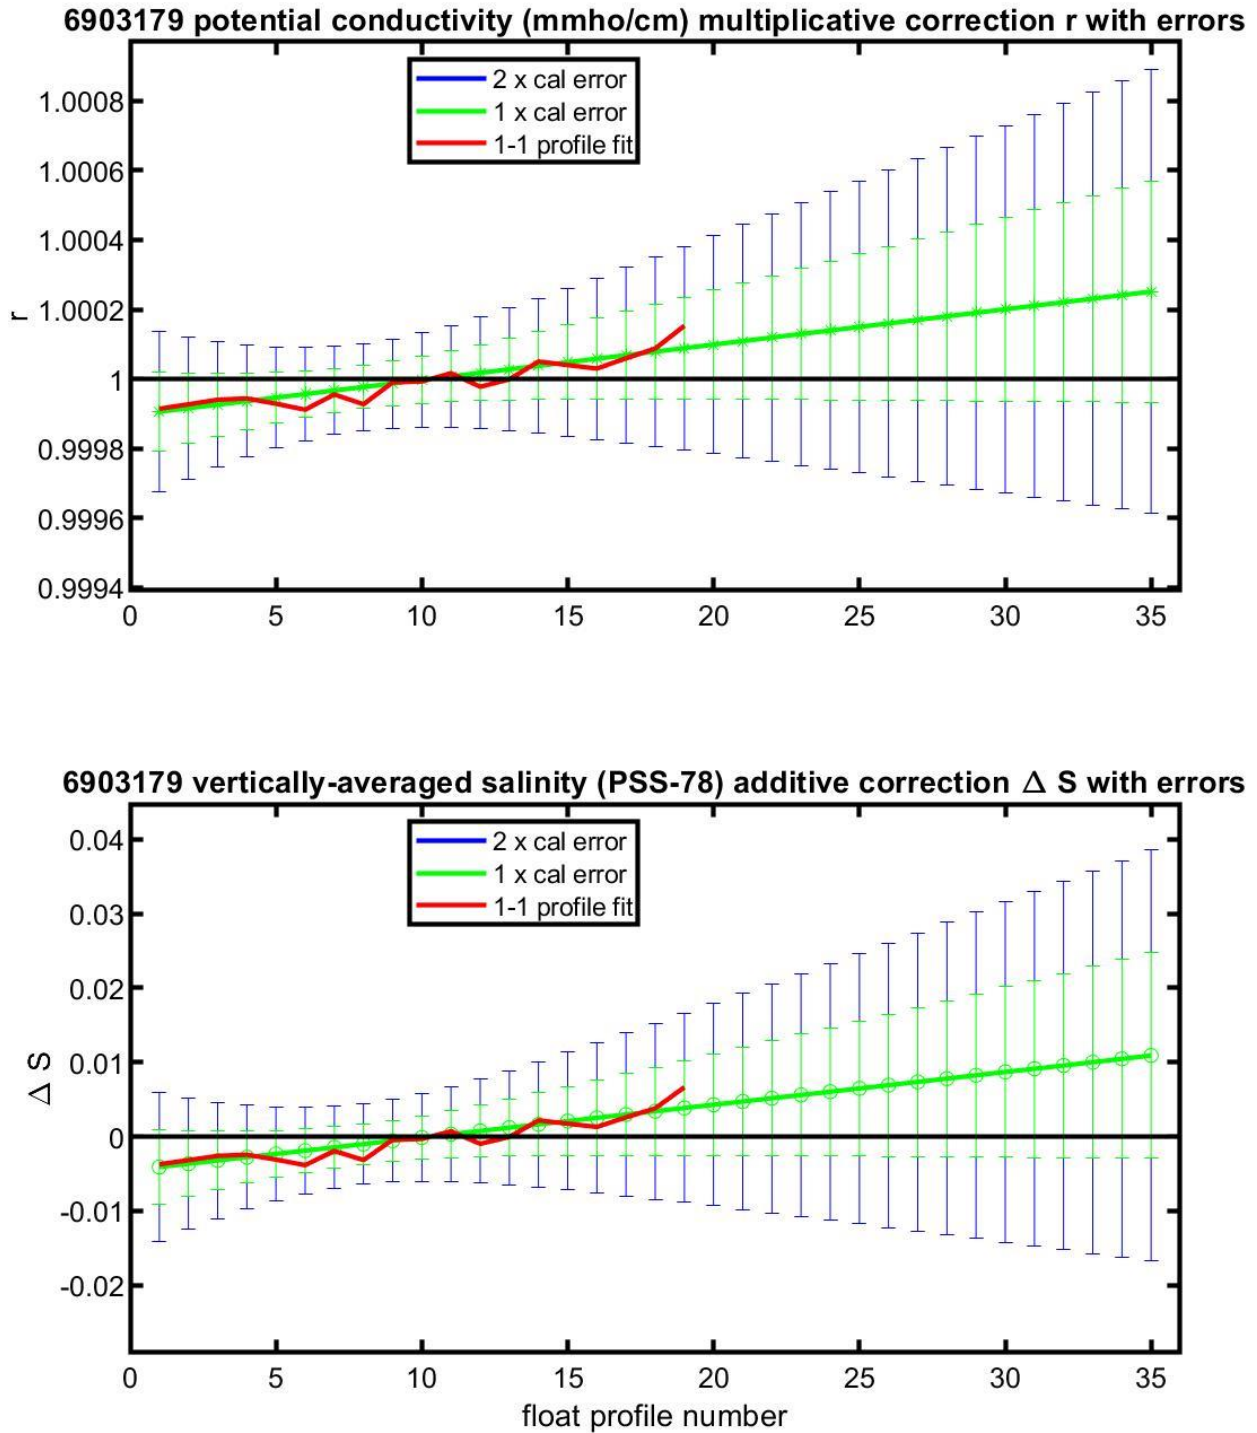 6903179 potential conductivity (mmho/cm) multiplicative correction r with errors
2 x cal error
1 x cal error
1-1 profile fit
1.0008
1.0006
1.0004
1.0002
1
0.9998
0.9996
0.9994
r
0 5 10 15 20 25 30 35
6903179 vertically-averaged salinity (PSS-78) additive correction Δ S with errors
2 x cal error
1 x cal error
1-1 profile fit
0.04
0.03
0.02
0.01
0
-0.01
-0.02
Δ S
0 5 10 15 20 25 30 35
float profile number